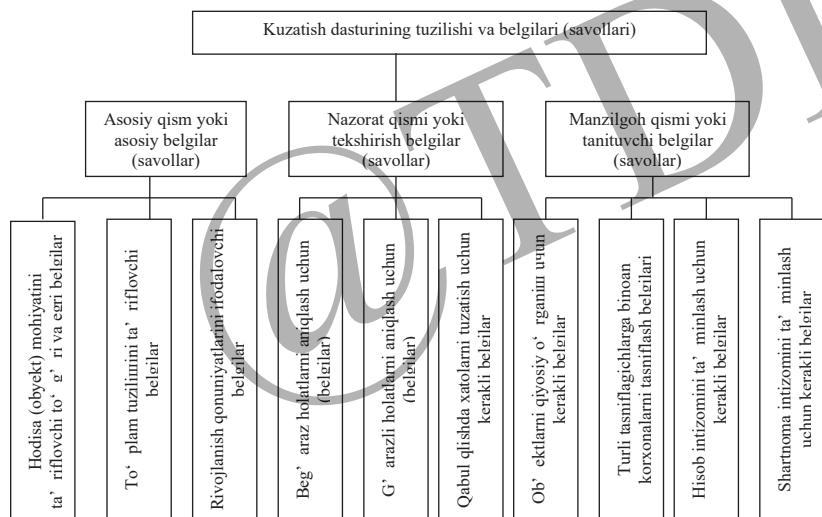 Kuzatish dasturining tuzilishi va belgilari (savollari)
Asosiy qism yoki
asosiy belgilar
(savollar)
Nazorat qismi yoki
tekshirish belgilar
(savollar)
Manzilgoh qismi yoki
tanituvchi belgilar
(savollar)
Hodisa (obyekt) mohiyatini
ta’ riflovchi to‘ g’ ri va egri belgilar
To‘ plam tuzilinini ta’ riflovchi
belgilar
Rivojlanish qonuniyatlarini ifodalovchi
belgilar
Beg’ araz holatlarni aniqlash uchun
(belgilar)
G’ arazli holatlarni aniqlash uchun
(belgilar)
Qabul qlishda xatolarni tuzatish uchun
kerakli belgilar
Ob’ ektlarni qiyosiy o‘ rganiш uчun
kerakli belgilar
Turli tasniflagichlarga binoan
korxonalarni tasniflash belgilari
Hisob intizomini ta’ minlash uchun
kerakli belgilar
Shartnoma intizomini ta’ minlash
uchun kerakli belgilar